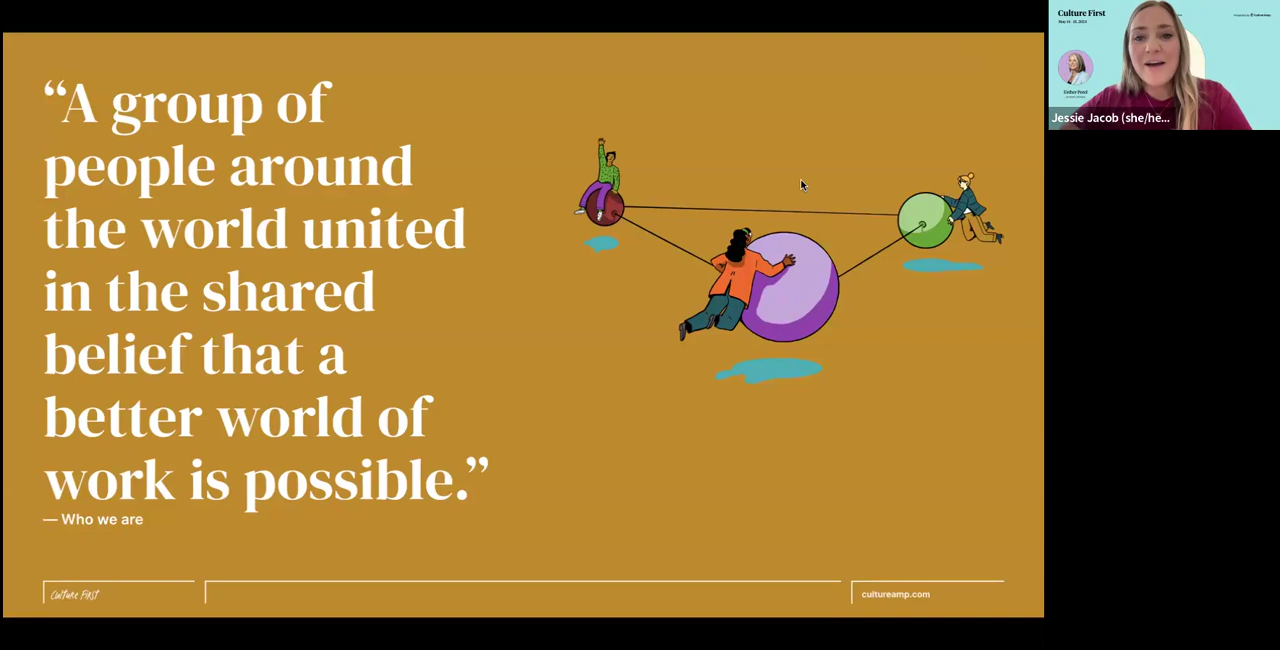 “A group of
people around
the world united
in the shared
belief that a
better world of
work is possible.”
— Who we are
Culture First
cultureamp.com
Culture First
Jessie Jacob (she/he...